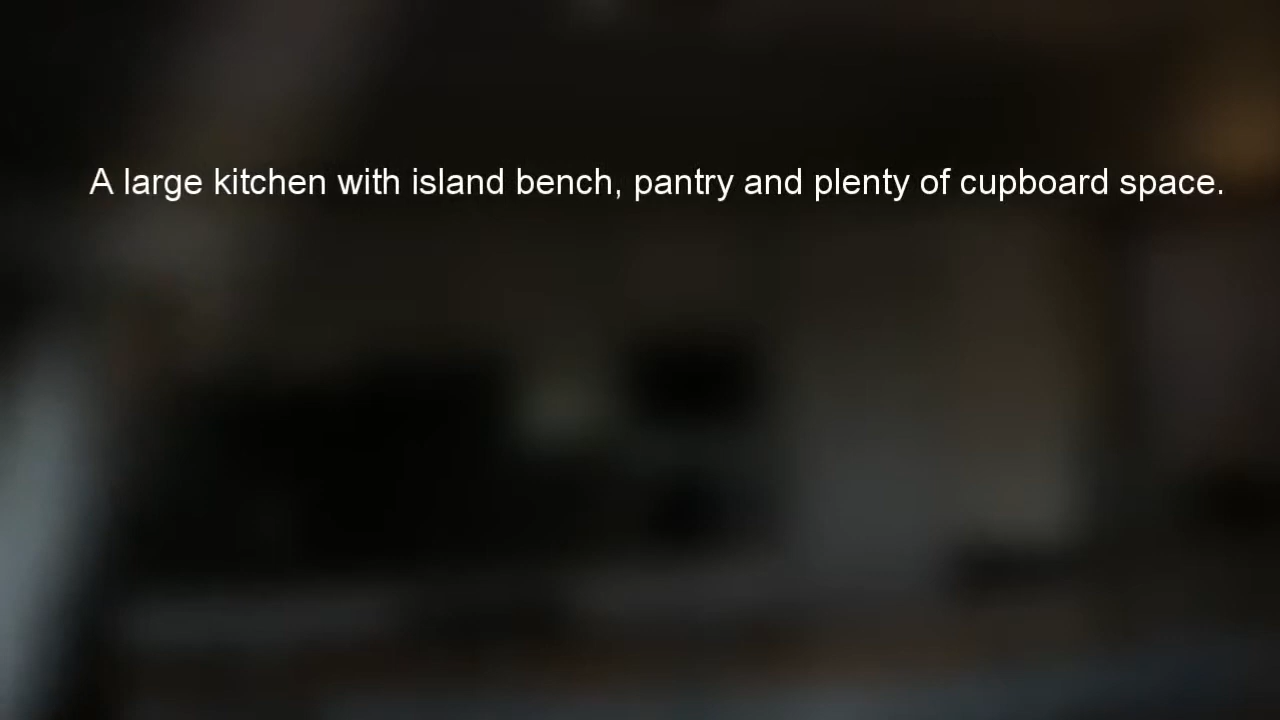 A large kitchen with island bench, pantry and plenty of cupboard space.